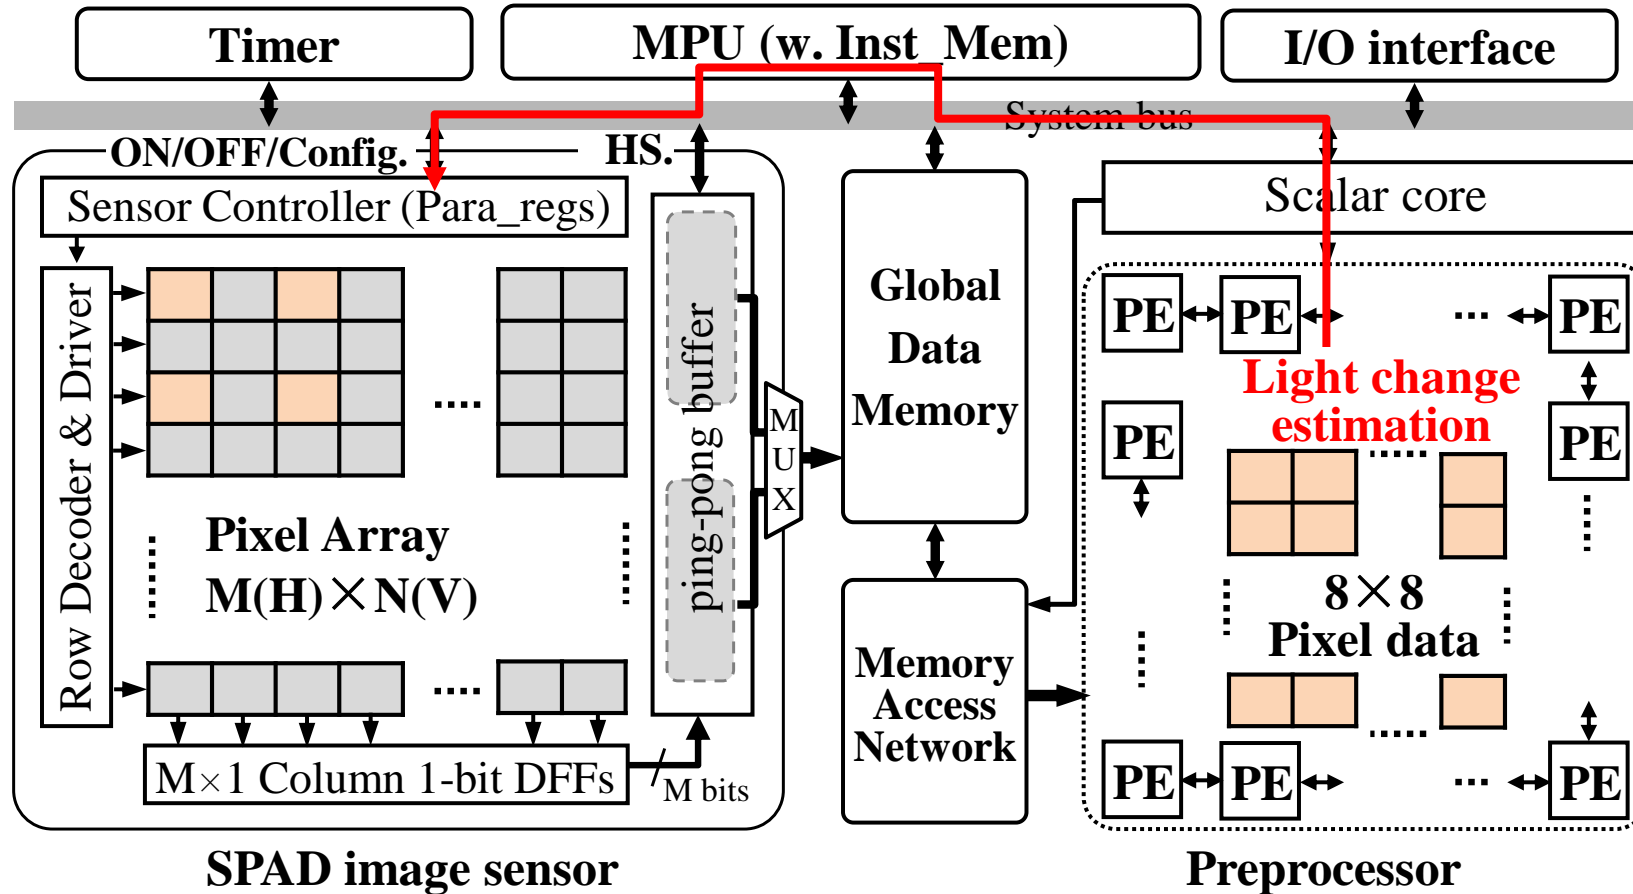 Timer
MPU (w. Inst_Mem)
I/O interface
System bus
ON/OFF/Config.
HS.
Sensor Controller (Para_regs)
Scalar core
Row Decoder & Driver
ping-pong buffer
M
U
X
Global
Data
Memory
PE
PE
...
PE
Light change
estimation
PE
PE
Pixel Array
M(H)×N(V)
8×8
Pixel data
Memory
Access
Network
M×1 Column 1-bit DFFs
M bits
PE
PE
...
PE
SPAD image sensor
Preprocessor